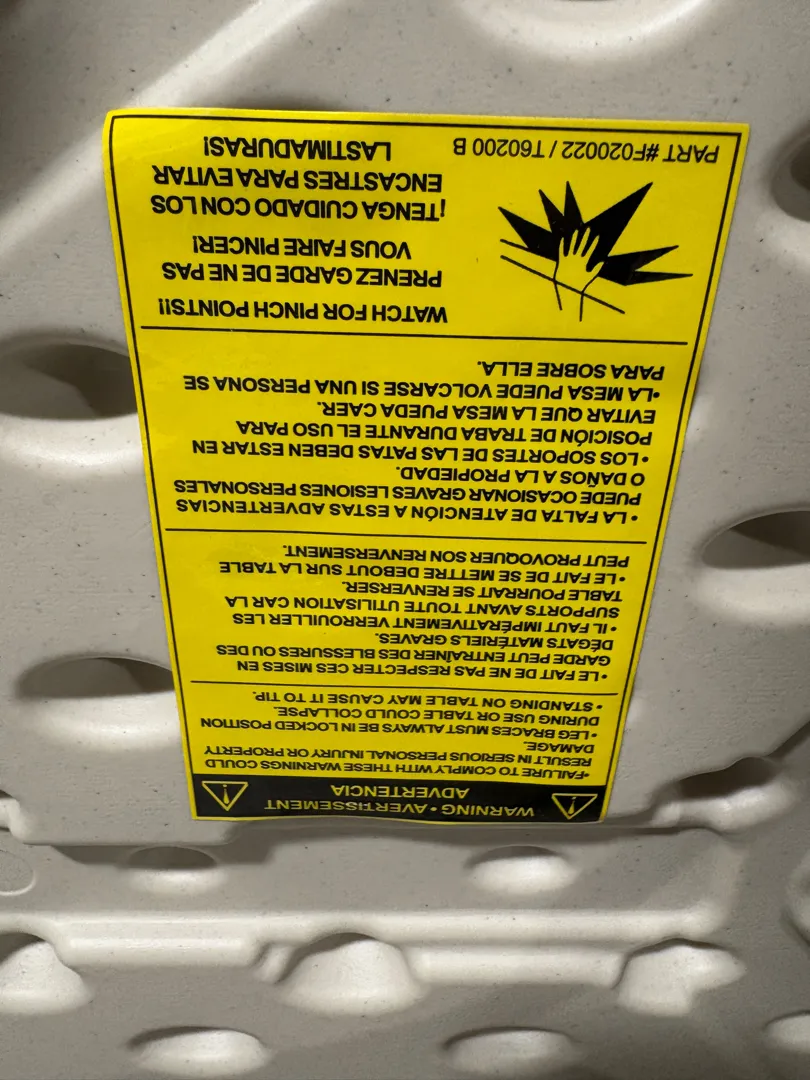 WARNING • AVERTISSEMENT
ADVERTENCIA
•FAILURE TO COMPLY WITH THESE WARNINGS COULD
RESULT IN SERIOUS PERSONAL INJURY OR PROPERTY
DAMAGE.
•LEG BRACES MUST ALWAYS BE IN LOCKED POSITION
DURING USE OR TABLE COULD COLLAPSE.
• STANDING ON TABLE MAY CAUSE IT TO TIP.
• LE FAIT DE NE PAS RESPECTER CES MISES EN
GARDE PEUT ENTRAÎNER DES BLESSURES OU DES
DÉGATS MATÉRIELS GRAVES.
• IL FAUT IMPÉRATIVEMENT VERROUILLER LES
SUPPORTS AVANT TOUTE UTILISATION CAR LA
TABLE POURRAIT SE RENVERSER.
• LE FAIT DE SE METTRE DEBOUT SUR LA TABLE
PEUT PROVOQUER SON RENVERSEMENT.
• LA FALTA DE ATENCIÓN A ESTAS ADVERTENCIAS
PUEDE OCASIONAR GRAVES LESIONES PERSONALES
O DAÑOS A LA PROPIEDAD.
• LOS SOPORTES DE LAS PATAS DEBEN ESTAR EN
POSICIÓN DE TRABA DURANTE EL USO PARA
EVITAR QUE LA MESA PUEDA CAER.
•LA MESA PUEDE VOLCARSE SI UNA PERSONA SE
PARA SOBRE ELLA.
WATCH FOR PINCH POINTS!!
PRENEZ GARDE DE NE PAS
VOUS FAIRE PINCER!
¡TENGA CUIDADO CON LOS
ENCASTRES PARA EVITAR
LASTIMADURAS!
PART #F020022 / T60200 B